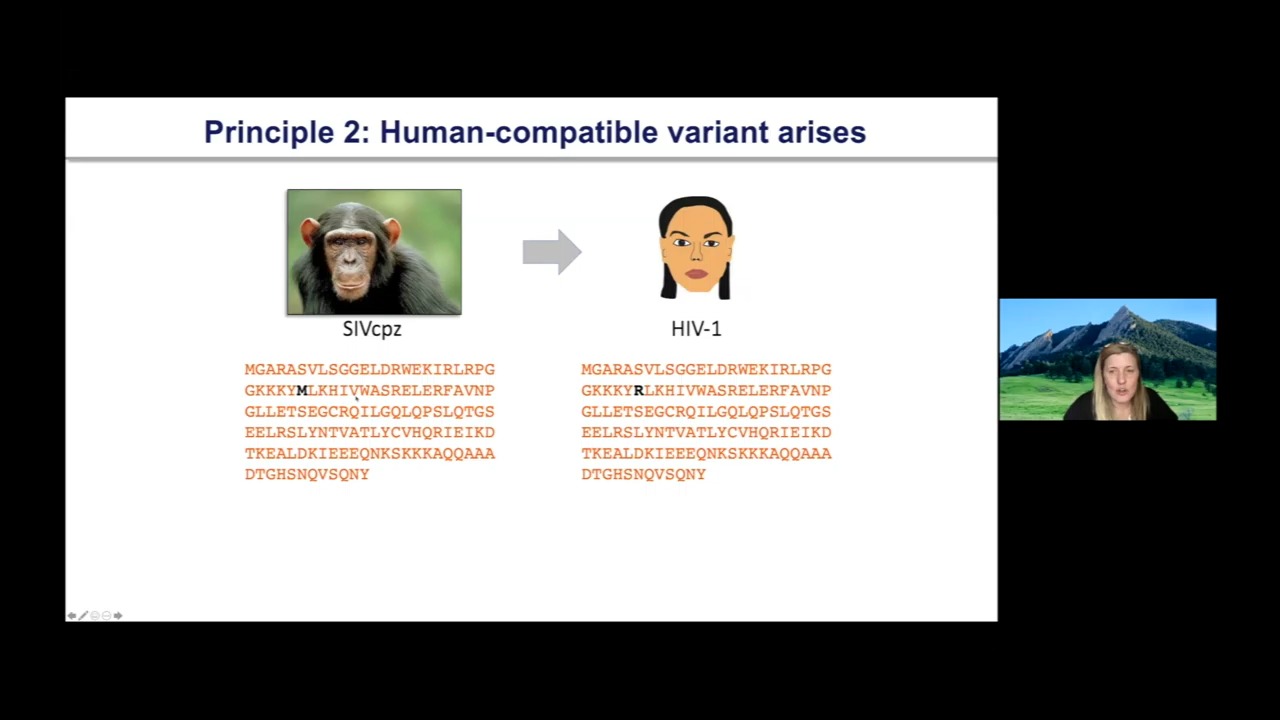 Principle 2: Human-compatible variant arises
SIVcpz
HIV-1
MGARASVLSGGELDRWEKIRLRPG
GKKKYMLKHIVWASRELERFAVNP
GLLETSEGCRQILGQLQPSLQTGS
EELRSLYNTVATLYCVHQRIEIKD
TKEALDKIEEEQNKSKKKAQQAAA
DTGHSNQVSQNY
MGARASVLSGGELDRWEKIRLRPG
GKKKYRLKHIVWASRELERFAVNP
GLLETSEGCRQILGQLQPSLQTGS
EELRSLYNTVATLYCVHQRIEIKD
TKEALDKIEEEQNKSKKKAQQAAA
DTGHSNQVSQNY